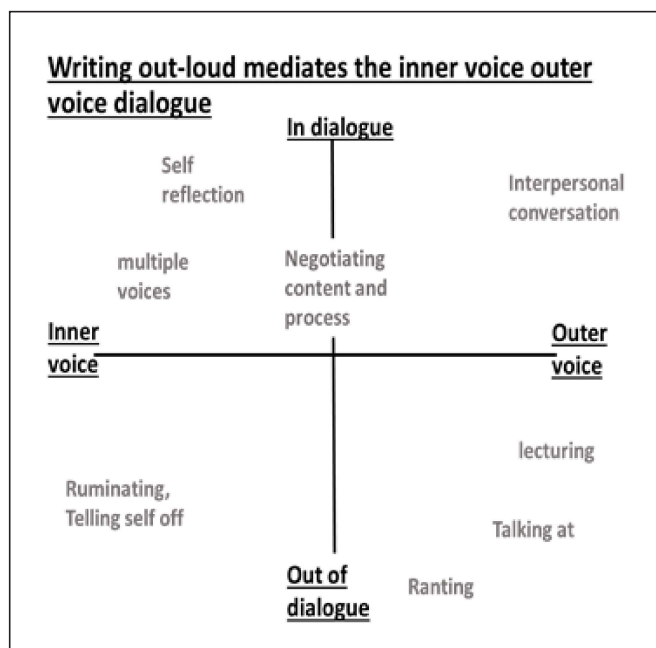 Writing out-loud mediates the inner voice outer
voice dialogue
In dialogue
Self
reflection
Interpersonal
conversation
multiple
voices
Negotiating
content and
process
Inner
voice
Outer
voice
lecturing
Ruminating,
Telling self off
Talking at
Out of
dialogue
Ranting